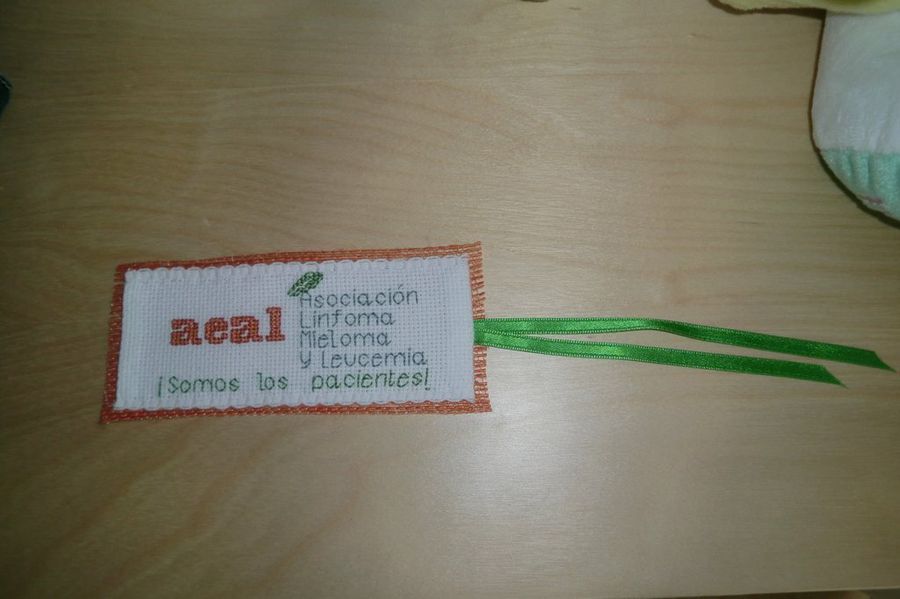 aeal
Asociación
Linfoma
Mieloma
y Leucemia
¡Somos los pacientes!